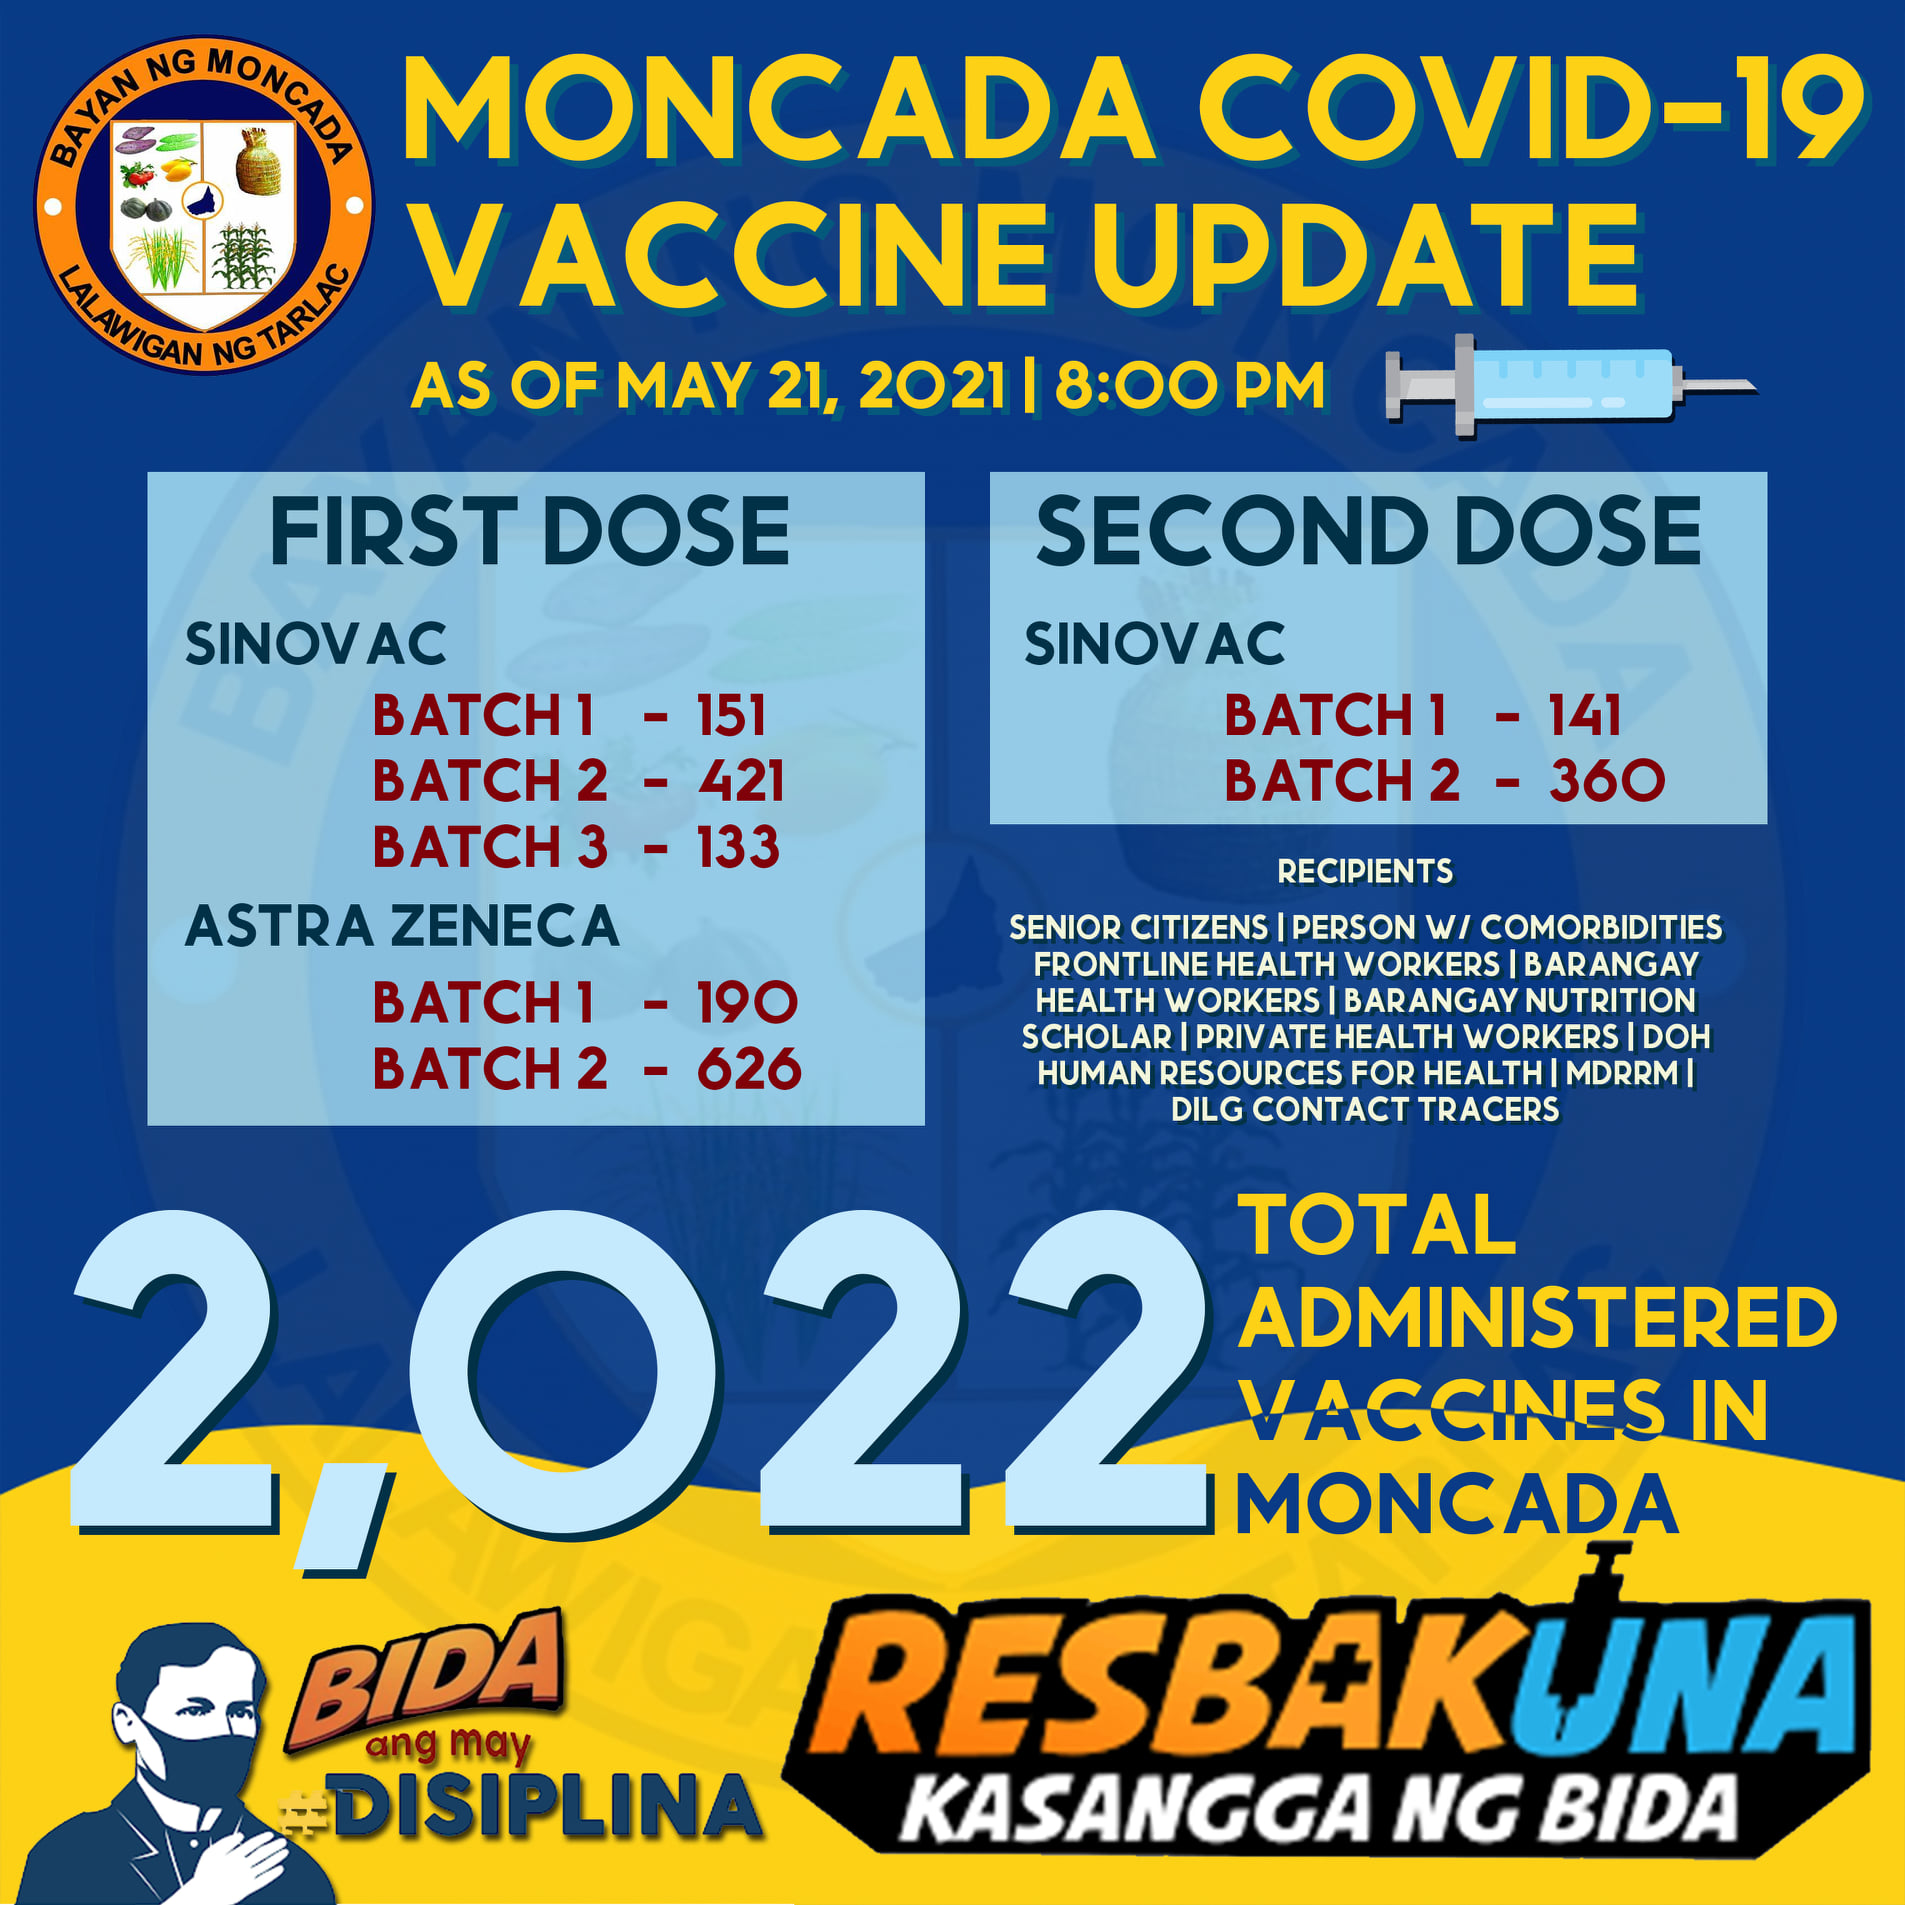 BAYAN NG MONCADA
LALAWIGAN NG TARLAC
MONCADA COVID-19
VACCINE UPDATE
AS OF MAY 21, 2021 | 8:00 PM
FIRST DOSE
SINOVAC
BATCH 1 - 151
BATCH 2 - 421
BATCH 3 - 133
ASTRA ZENECA
BATCH 1 - 190
BATCH 2 - 626
SECOND DOSE
SINOVAC
BATCH 1 - 141
BATCH 2 - 360
RECIPIENTS
SENIOR CITIZENS | PERSON W/ COMORBIDITIES
FRONTLINE HEALTH WORKERS | BARANGAY
HEALTH WORKERS | BARANGAY NUTRITION
SCHOLAR | PRIVATE HEALTH WORKERS | DOH
HUMAN RESOURCES FOR HEALTH | MDRRM |
DILG CONTACT TRACERS
2,022
TOTAL
ADMINISTERED
VACCINES IN
MONCADA
BIDA
ang may
#DISIPLINA
RESBAKUNA
KASANGGA NG BIDA